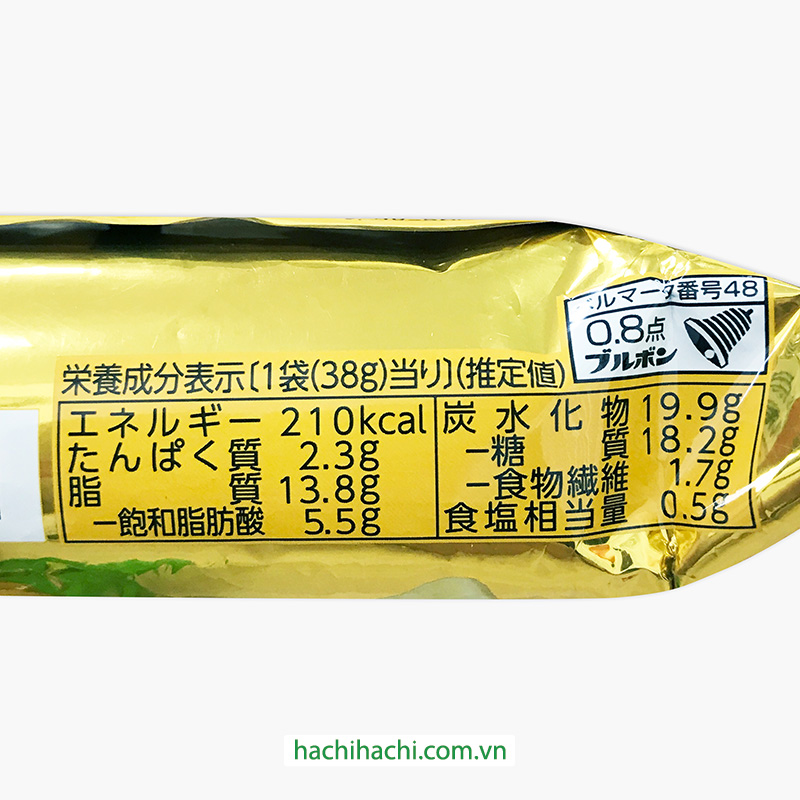 ベルマーク番号48
0.8点
ブルボン
栄養成分表示〔1袋(38g)当り〕(推定値)
エネルギー 210kcal
たんぱく質 2.3g
脂質 13.8g
−飽和脂肪酸 5.5g
炭水化物 19.9g
−糖質 18.2g
−食物繊維 1.7g
食塩相当量 0.5g
hachihachi.com.vn